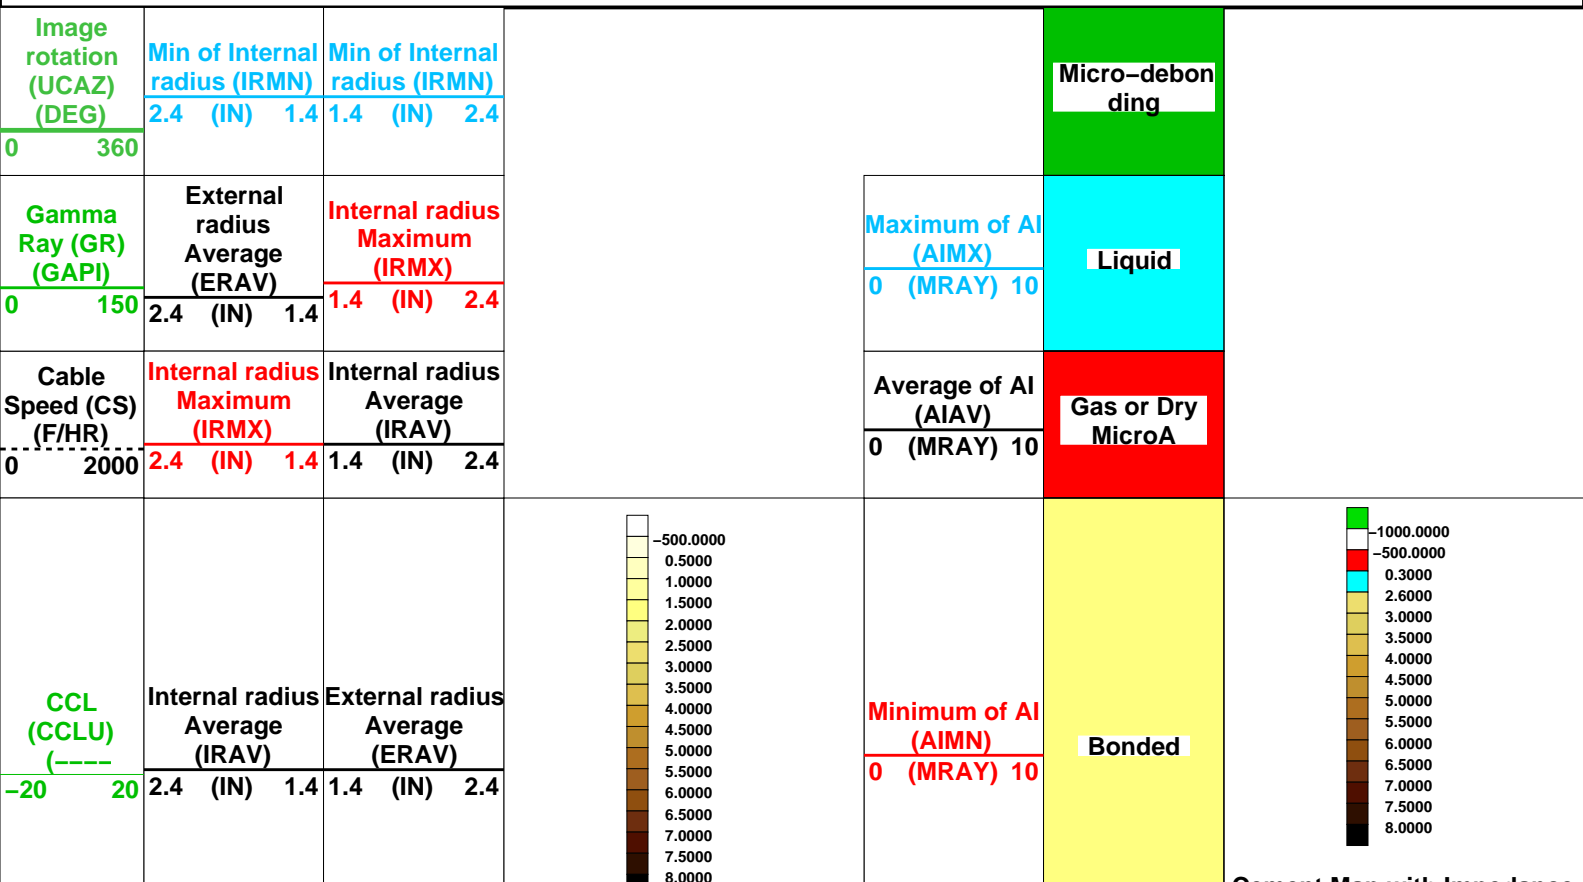 Image
rotation
(UCAZ)
(DEG)
0 360
Min of Internal
radius (IRMN)
2.4 (IN) 1.4
Min of Internal
radius (IRMN)
1.4 (IN) 2.4
Micro-debon
ding
Gamma
Ray (GR)
(GAPI)
0 150
External
radius
Average
(ERAV)
2.4 (IN) 1.4
Internal radius
Maximum
(IRMX)
1.4 (IN) 2.4
Maximum of AI
(AIMX)
0 (MRAY) 10
Liquid
Cable
Speed (CS)
(F/HR)
0 2000
Internal radius
Maximum
(IRMX)
2.4 (IN) 1.4
Internal radius
Average
(IRAV)
1.4 (IN) 2.4
Average of AI
(AIAV)
0 (MRAY) 10
Gas or Dry
MicroA
CCL
(CCLU)
(----
-20 20
Internal radius
Average
(IRAV)
2.4 (IN) 1.4
External radius
Average
(ERAV)
1.4 (IN) 2.4
-500.0000
0.5000
1.0000
1.5000
2.0000
2.5000
3.0000
3.5000
4.0000
4.5000
5.0000
5.5000
6.0000
6.5000
7.0000
7.5000
8.0000
Minimum of AI
(AIMN)
0 (MRAY) 10
Bonded
-1000.0000
-500.0000
0.3000
2.6000
3.0000
3.5000
4.0000
4.5000
5.0000
5.5000
6.0000
6.5000
7.0000
7.5000
8.0000
Cement Map with Impedance